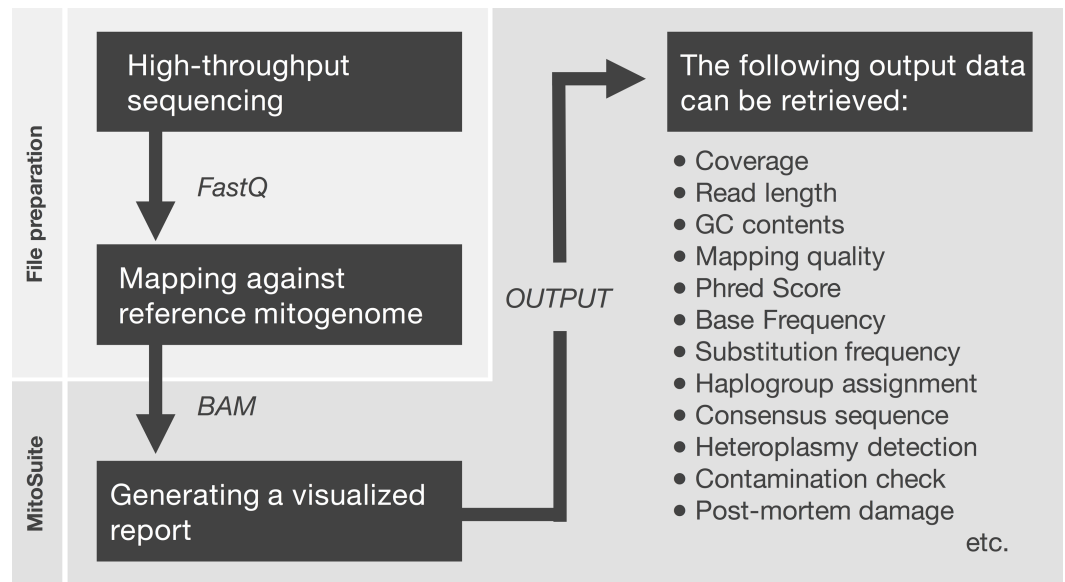 File preparation
High-throughput
sequencing
FastQ
Mapping against
reference mitogenome
BAM
MitoSuite
Generating a visualized
report
OUTPUT
The following output data
can be retrieved:
● Coverage
● Read length
● GC contents
● Mapping quality
● Phred Score
● Base Frequency
● Substitution frequency
● Haplogroup assignment
● Consensus sequence
● Heteroplasmy detection
● Contamination check
● Post-mortem damage
etc.